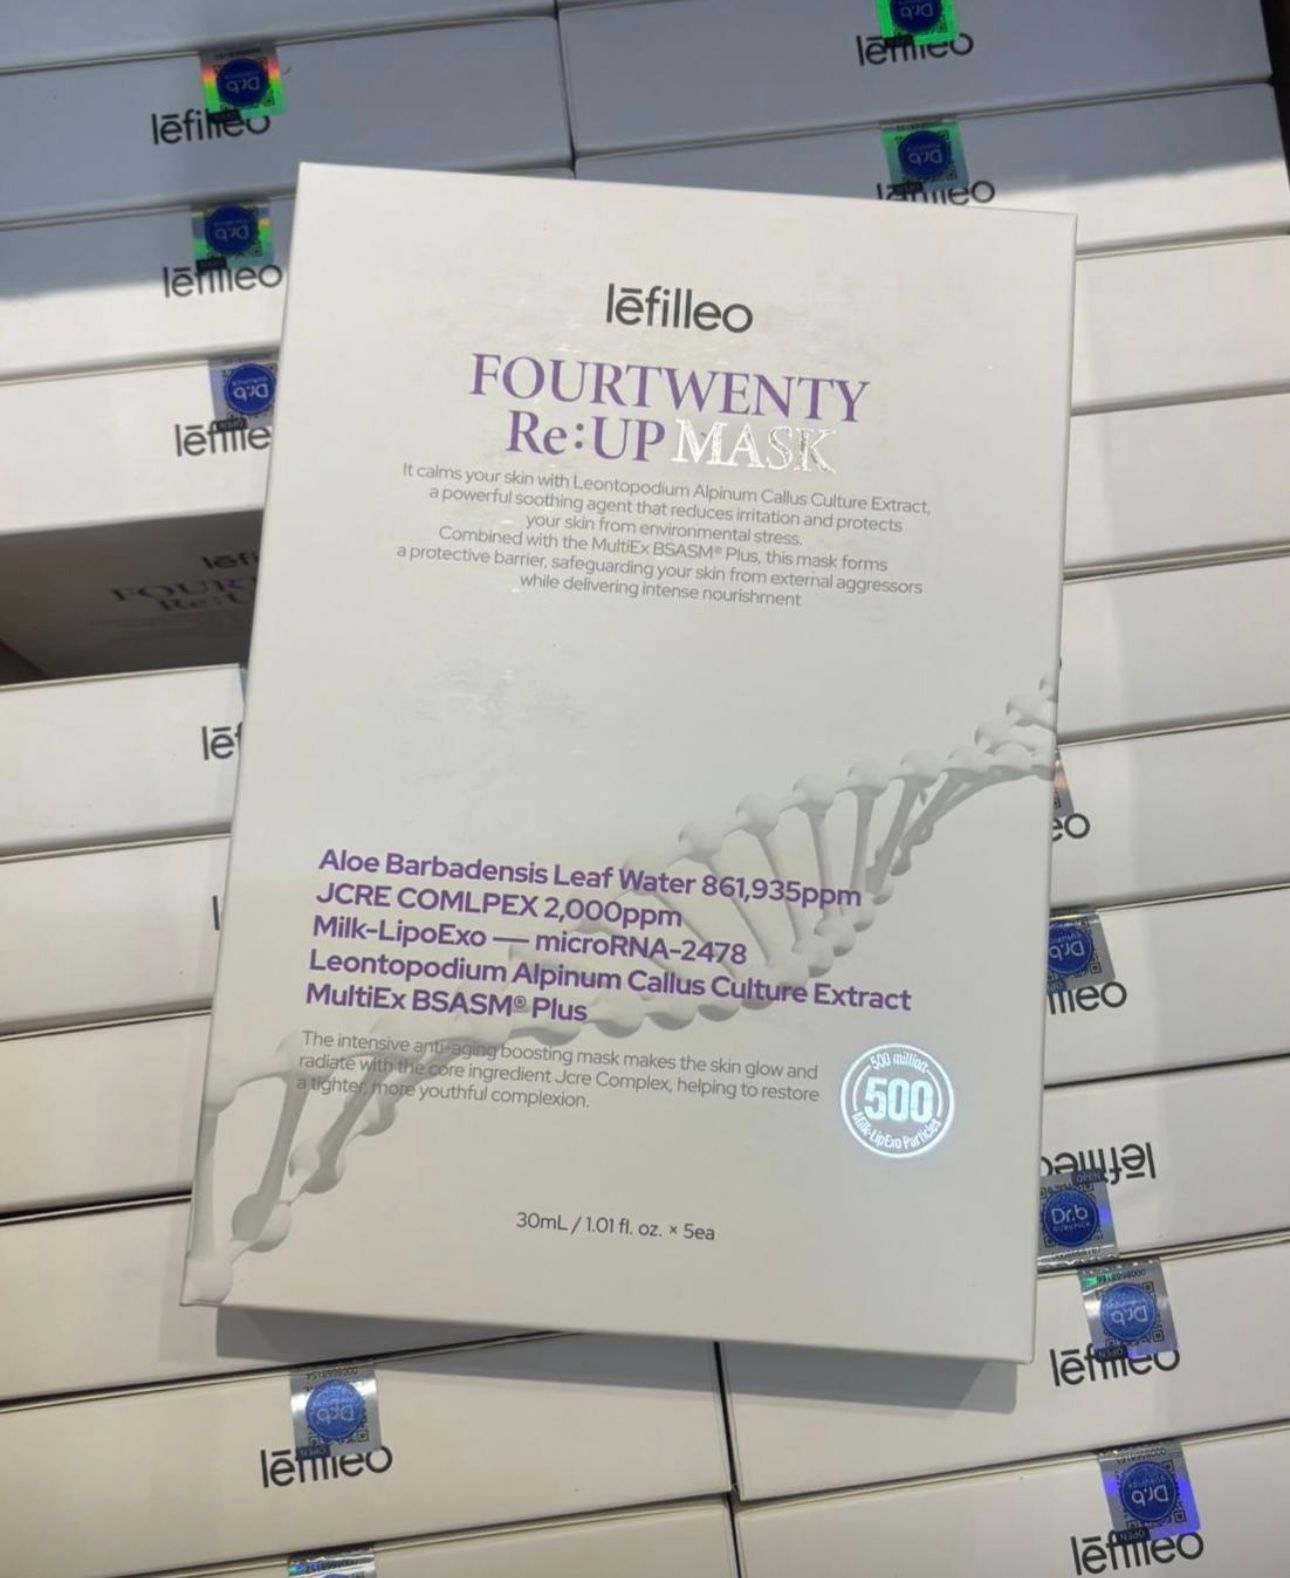 lēfilleo
lēfilleo
lēfilleo
lēfilleo
lēfilleo
FOURTWENTY
Re:UP MASK
It calms your skin with Leontopodium Alpinum Callus Culture Extract,
a powerful soothing agent that reduces irritation and protects
your skin from environmental stress.
Combined with the MultiEx BSASM® Plus, this mask forms
a protective barrier, safeguarding your skin from external aggressors
while delivering intense nourishment
Aloe Barbadensis Leaf Water 861,935ppm
JCRE COMLPEX 2,000ppm
Milk-LipoExo — microRNA-2478
Leontopodium Alpinum Callus Culture Extract
MultiEx BSASM® Plus
The intensive anti-aging boosting mask makes the skin glow and
radiate with the core ingredient Jcre Complex, helping to restore
a tighter, more youthful complexion.
500 million
500
Milk-LipExo Particles
30mL / 1.01 fl. oz. × 5ea
Dr.b
lēfilleo
Dr.b
lēfilleo
Dr.b
lēfilleo